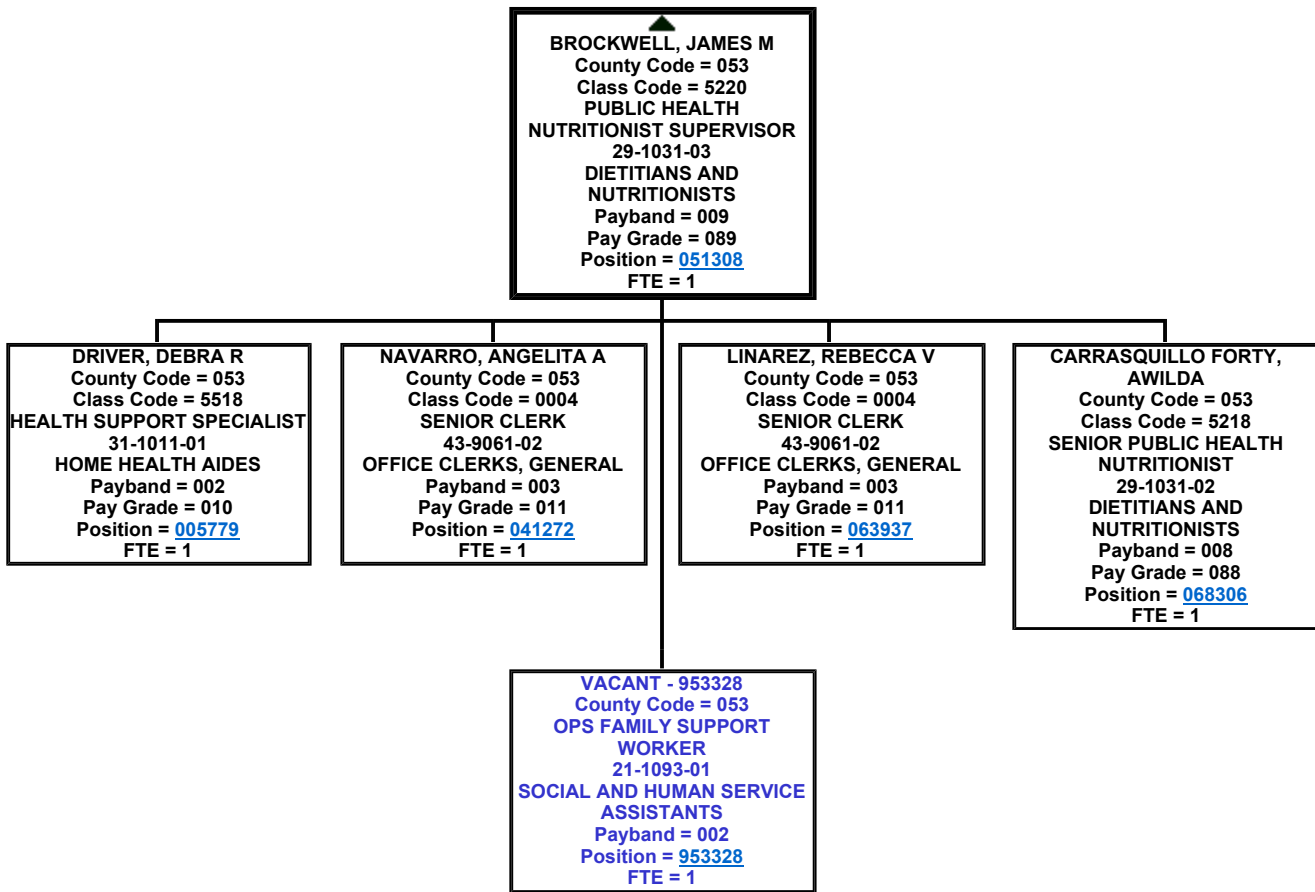 BROCKWELL, JAMES M
County Code = 053
Class Code = 5220
PUBLIC HEALTH
NUTRITIONIST SUPERVISOR
29-1031-03
DIETITIANS AND
NUTRITIONISTS
Payband = 009
Pay Grade = 089
Position = 051308
FTE = 1
DRIVER, DEBRA R
County Code = 053
Class Code = 5518
HEALTH SUPPORT SPECIALIST
31-1011-01
HOME HEALTH AIDES
Payband = 002
Pay Grade = 010
Position = 005779
FTE = 1
NAVARRO, ANGELITA A
County Code = 053
Class Code = 0004
SENIOR CLERK
43-9061-02
OFFICE CLERKS, GENERAL
Payband = 003
Pay Grade = 011
Position = 041272
FTE = 1
LINAREZ, REBECCA V
County Code = 053
Class Code = 0004
SENIOR CLERK
43-9061-02
OFFICE CLERKS, GENERAL
Payband = 003
Pay Grade = 011
Position = 063937
FTE = 1
CARRASQUILLO FORTY,
AWILDA
County Code = 053
Class Code = 5218
SENIOR PUBLIC HEALTH
NUTRITIONIST
29-1031-02
DIETITIANS AND
NUTRITIONISTS
Payband = 008
Pay Grade = 088
Position = 068306
FTE = 1
VACANT - 953328
County Code = 053
OPS FAMILY SUPPORT
WORKER
21-1093-01
SOCIAL AND HUMAN SERVICE
ASSISTANTS
Payband = 002
Position = 953328
FTE = 1